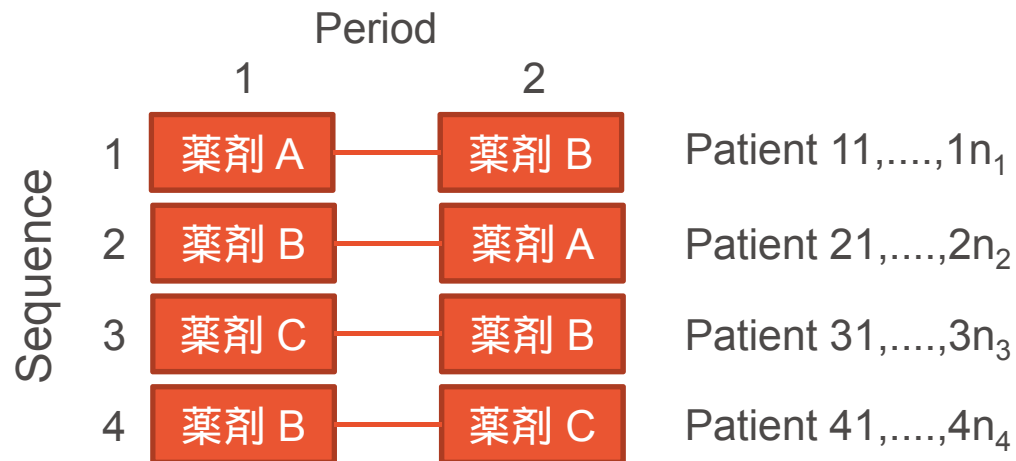 Period
1 2
Sequence
1 薬剤 A 薬剤 B Patient 11,....,1n₁
2 薬剤 B 薬剤 A Patient 21,....,2n₂
3 薬剤 C 薬剤 B Patient 31,....,3n₃
4 薬剤 B 薬剤 C Patient 41,....,4n₄